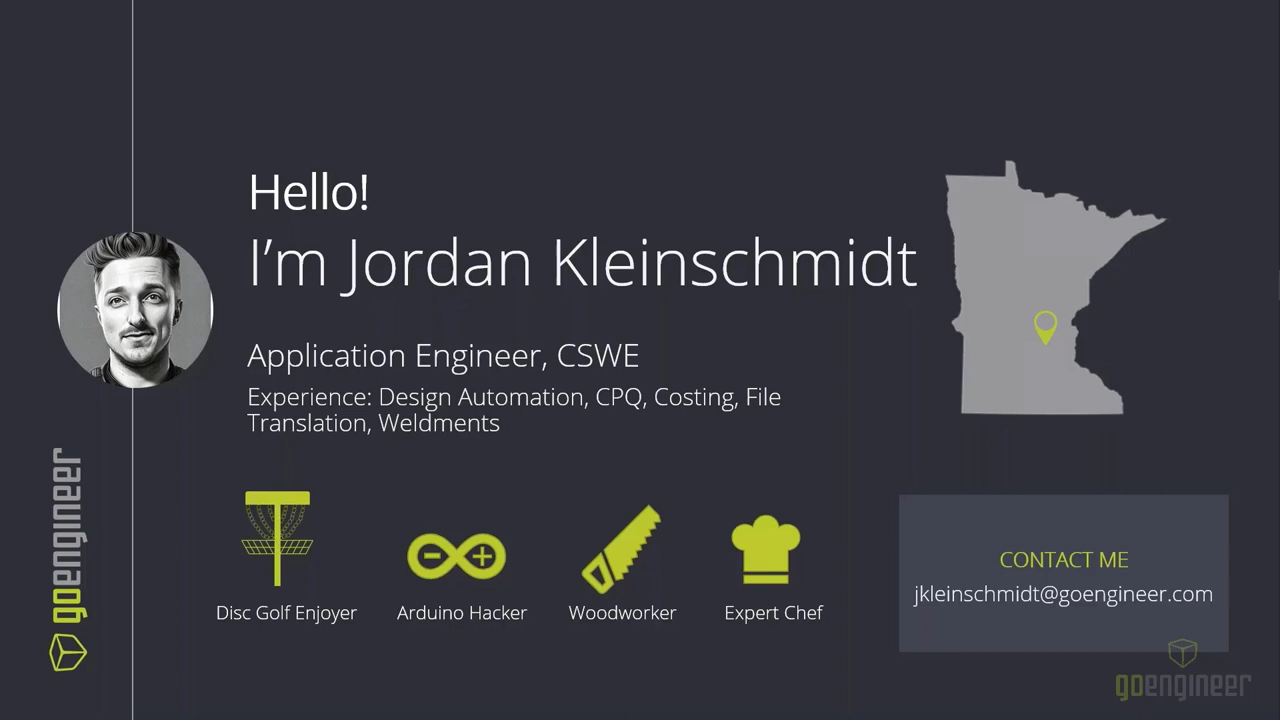 Hello!
I’m Jordan Kleinschmidt
Application Engineer, CSWE
Experience: Design Automation, CPQ, Costing, File
Translation, Weldments
Disc Golf Enjoyer
Arduino Hacker
Woodworker
Expert Chef
CONTACT ME
jkleinschmidt@goengineer.com
goengineer
goengineer